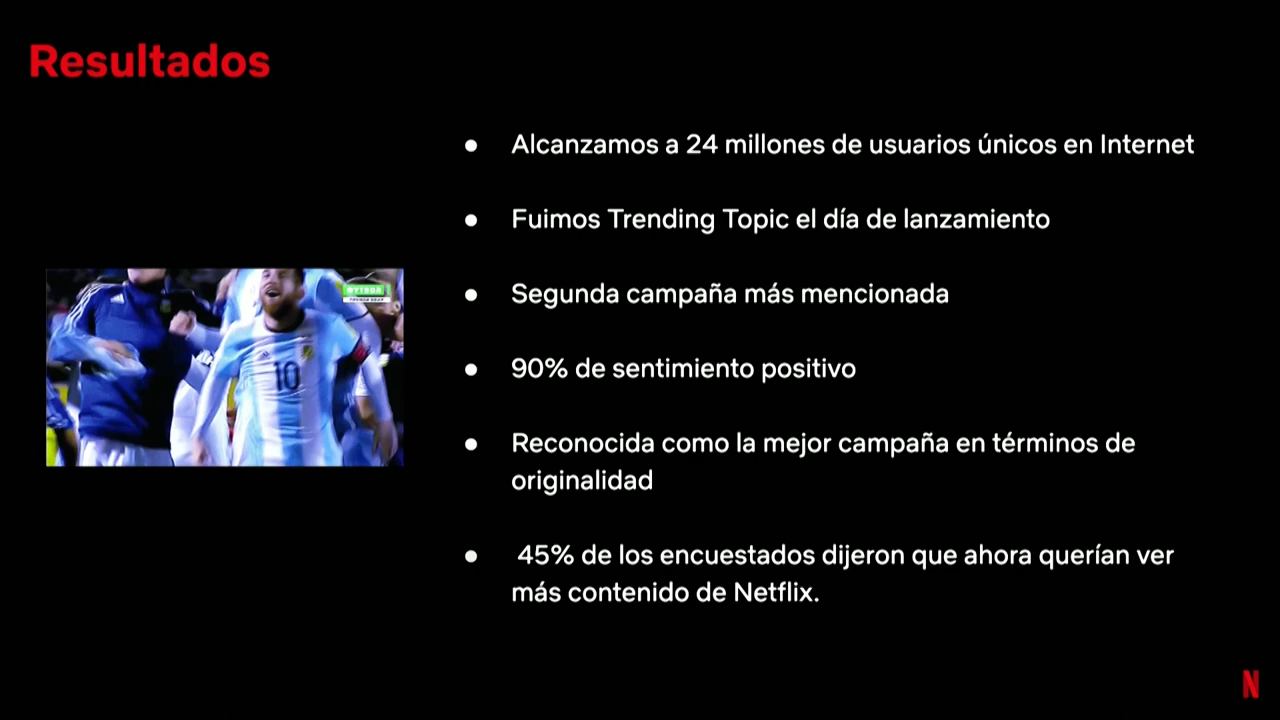 Resultados
● Alcanzamos a 24 millones de usuarios únicos en Internet
● Fuimos Trending Topic el día de lanzamiento
● Segunda campaña más mencionada
● 90% de sentimiento positivo
● Reconocida como la mejor campaña en términos de
originalidad
● 45% de los encuestados dijeron que ahora querían ver
más contenido de Netflix.
10
N